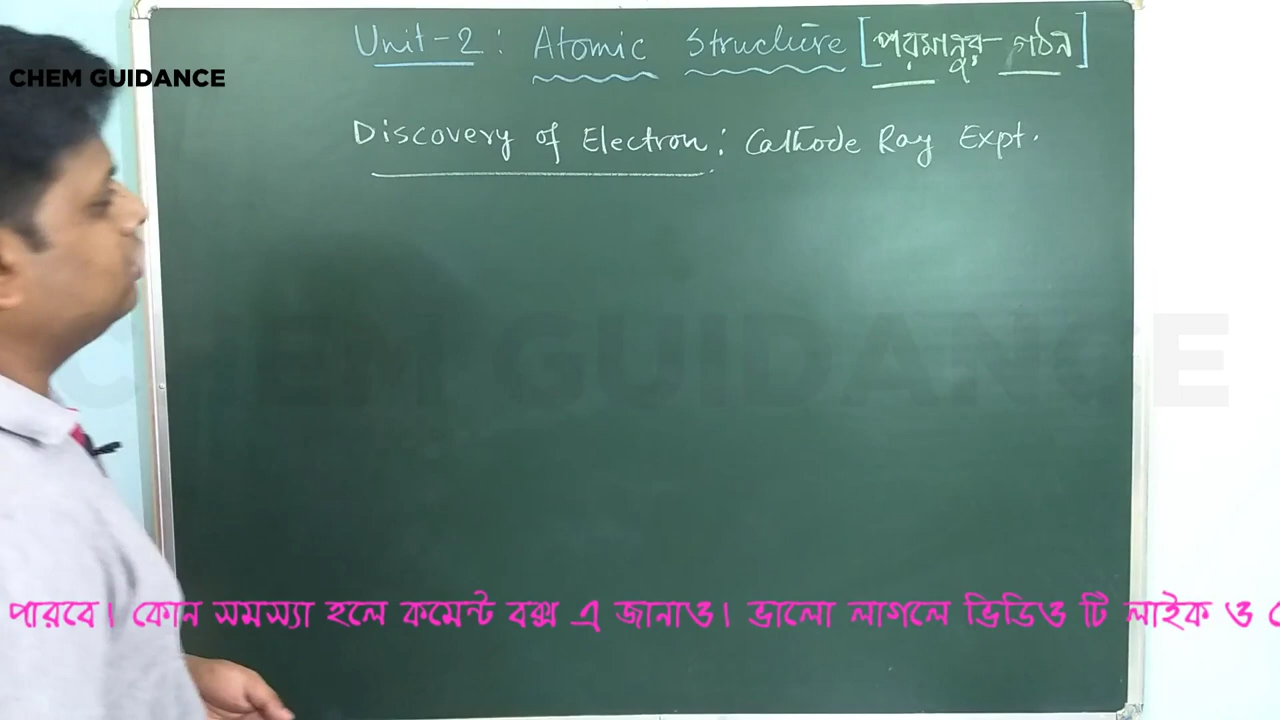 Unit-2: Atomic Structure [পরমাণুর গঠন]
CHEM GUIDANCE
Discovery of Electron: Cathode Ray Expt.
CHEM GUIDANCE
পারবে। কোন সমস্যা হলে কমেন্ট বক্স এ জানাও। ভালো লাগলে ভিডিও টি লাইক ও